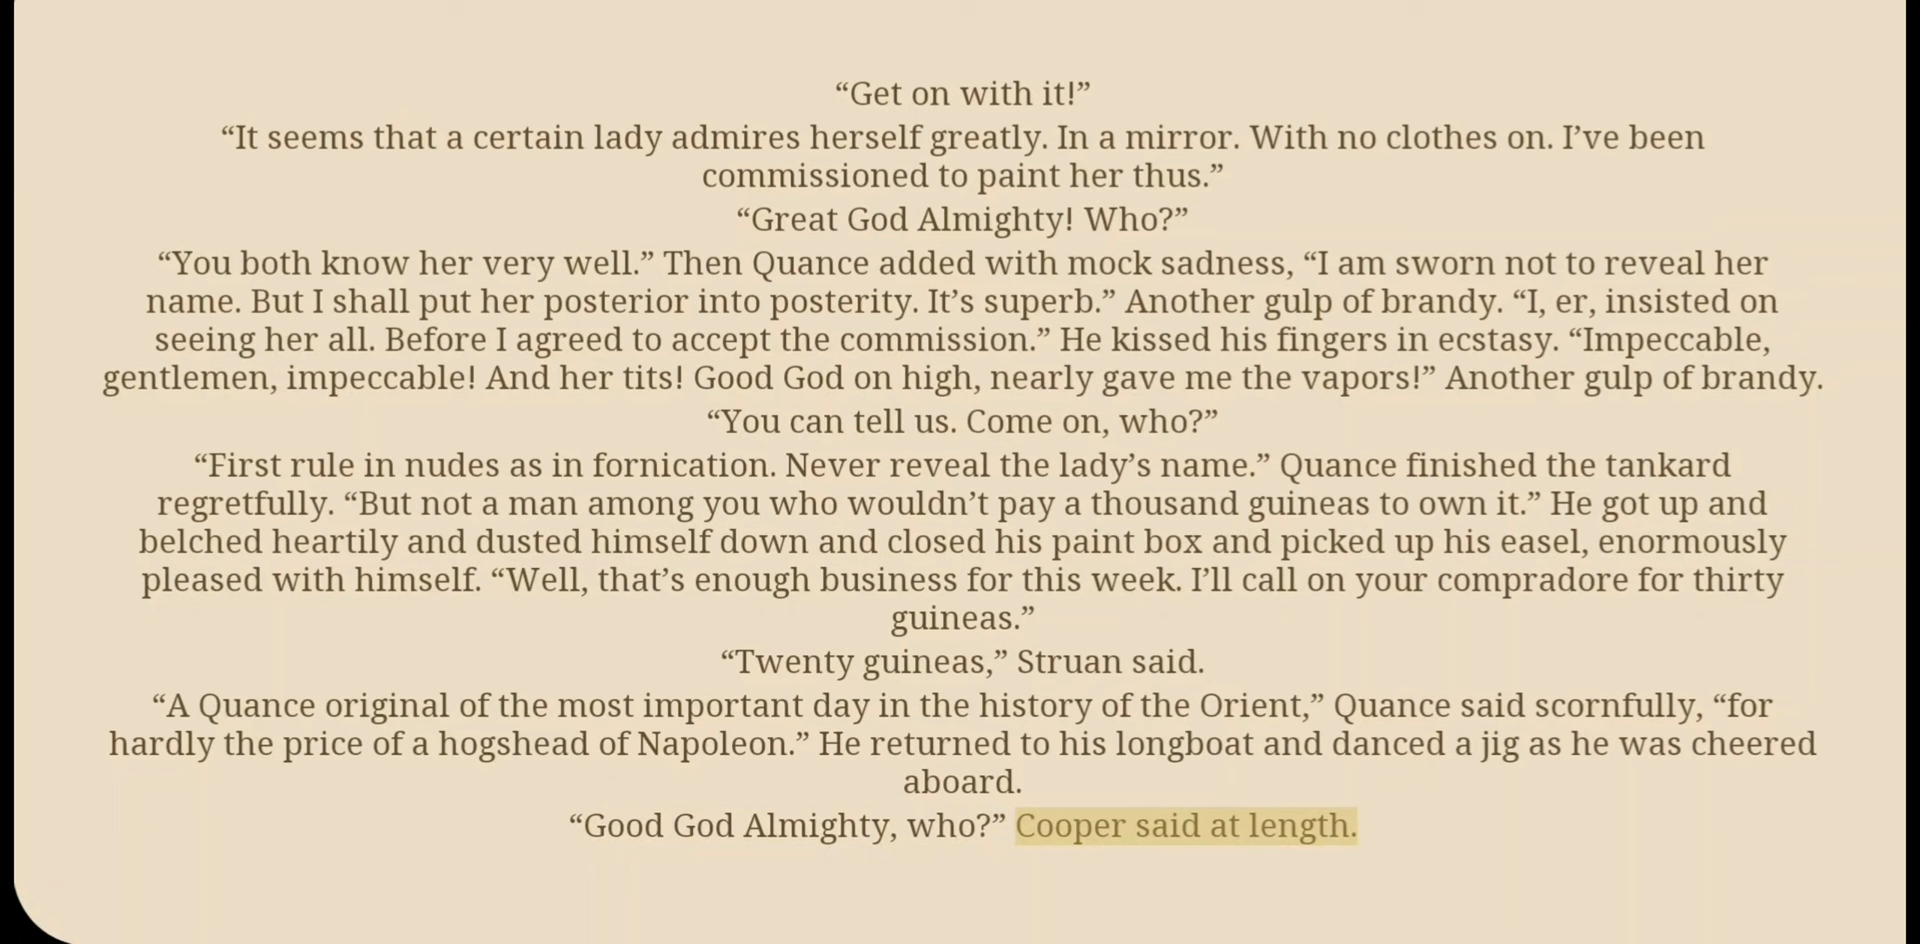 “Get on with it!”
“It seems that a certain lady admires herself greatly. In a mirror. With no clothes on. I’ve been
commissioned to paint her thus.”
“Great God Almighty! Who?”
“You both know her very well.” Then Quance added with mock sadness, “I am sworn not to reveal her
name. But I shall put her posterior into posterity. It’s superb.” Another gulp of brandy. “I, er, insisted on
seeing her all. Before I agreed to accept the commission.” He kissed his fingers in ecstasy. “Impeccable,
gentlemen, impeccable! And her tits! Good God on high, nearly gave me the vapors!” Another gulp of brandy.
“You can tell us. Come on, who?”
“First rule in nudes as in fornication. Never reveal the lady’s name.” Quance finished the tankard
regretfully. “But not a man among you who wouldn’t pay a thousand guineas to own it.” He got up and
belched heartily and dusted himself down and closed his paint box and picked up his easel, enormously
pleased with himself. “Well, that’s enough business for this week. I’ll call on your compradore for thirty
guineas.”
“Twenty guineas,” Struan said.
“A Quance original of the most important day in the history of the Orient,” Quance said scornfully, “for
hardly the price of a hogshead of Napoleon.” He returned to his longboat and danced a jig as he was cheered
aboard.
“Good God Almighty, who?” Cooper said at length.